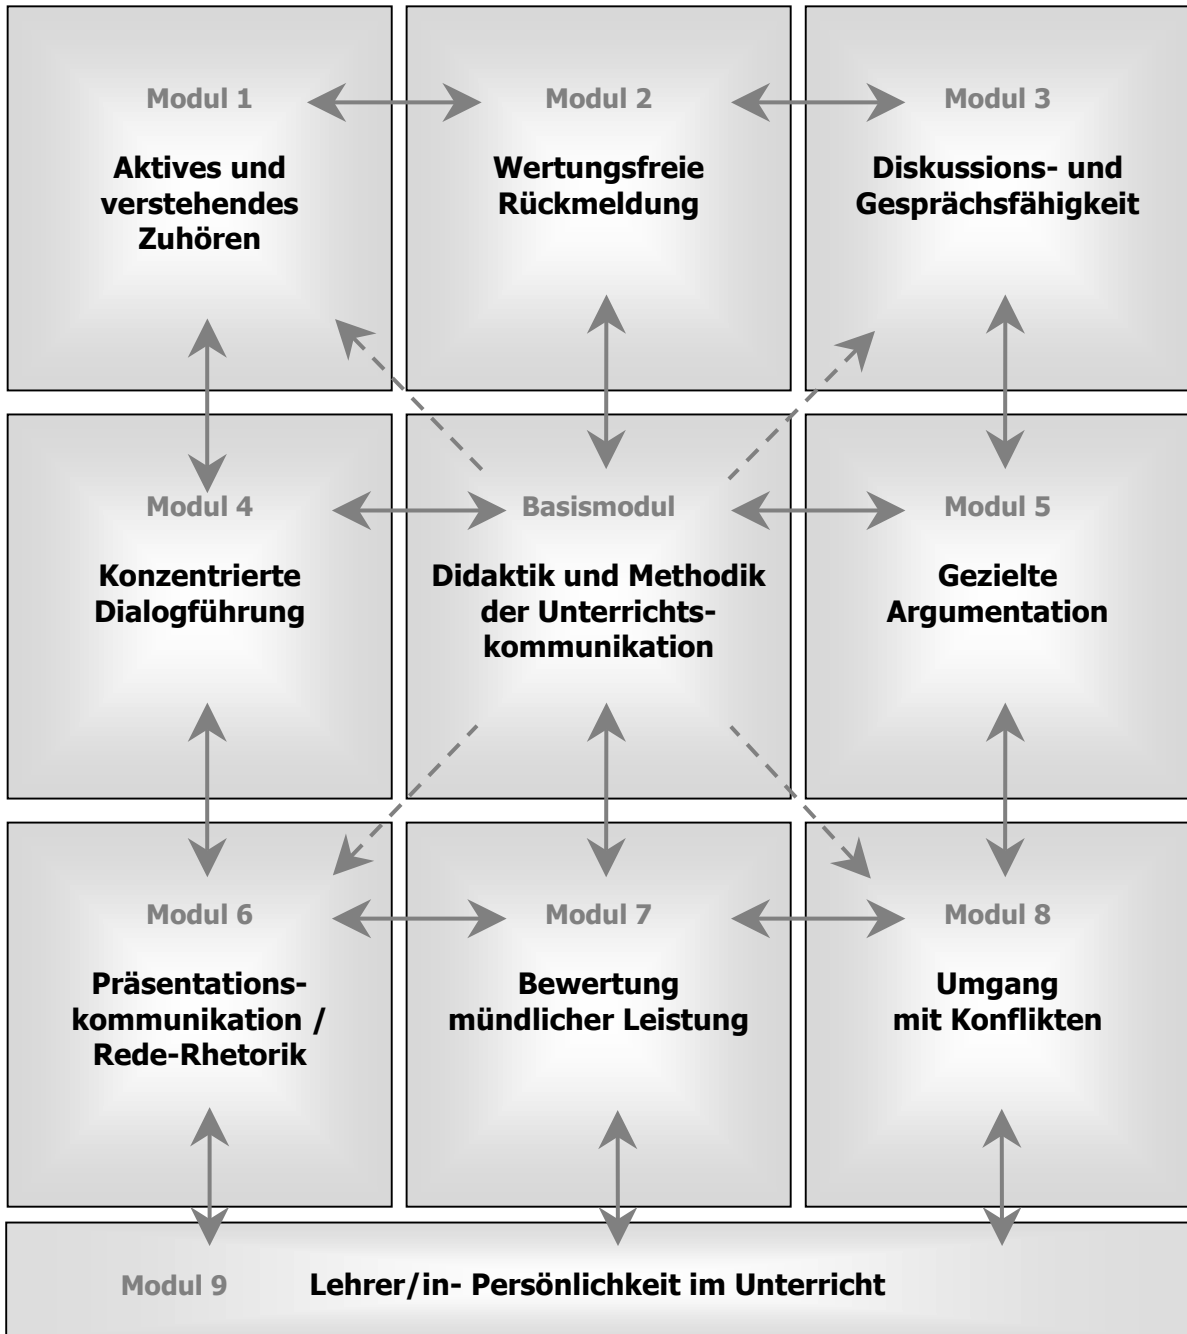 Modul 1
Aktives und
verstehendes
Zuhören
Modul 2
Wertungsfreie
Rückmeldung
Modul 3
Diskussions- und
Gesprächsfähigkeit
Modul 4
Konzentrierte
Dialogführung
Basismodul
Didaktik und Methodik
der Unterrichts-
kommunikation
Modul 5
Gezielte
Argumentation
Modul 6
Präsentations-
kommunikation /
Rede-Rhetorik
Modul 7
Bewertung
mündlicher Leistung
Modul 8
Umgang
mit Konflikten
Modul 9 Lehrer/in- Persönlichkeit im Unterricht